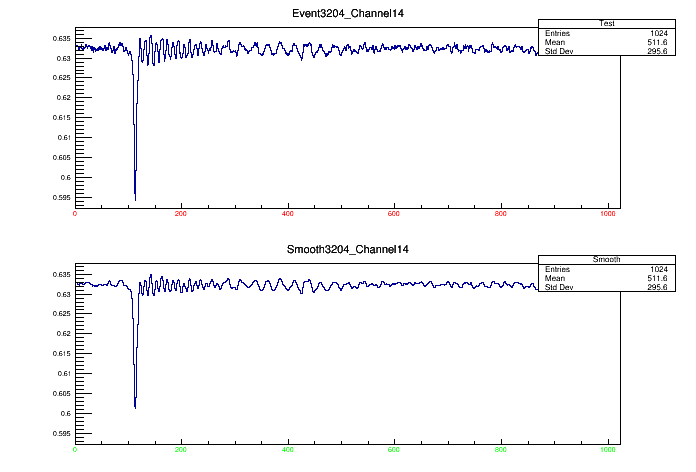 Event3204_Channel14
Test
Entries 1024
Mean 511.6
Std Dev 295.6
0.635
0.63
0.625
0.62
0.615
0.61
0.605
0.6
0.595
0 200 400 600 800 1000
Smooth3204_Channel14
Smooth
Entries 1024
Mean 511.6
Std Dev 295.6
0.635
0.63
0.625
0.62
0.615
0.61
0.605
0.6
0.595
0 200 400 600 800 1000